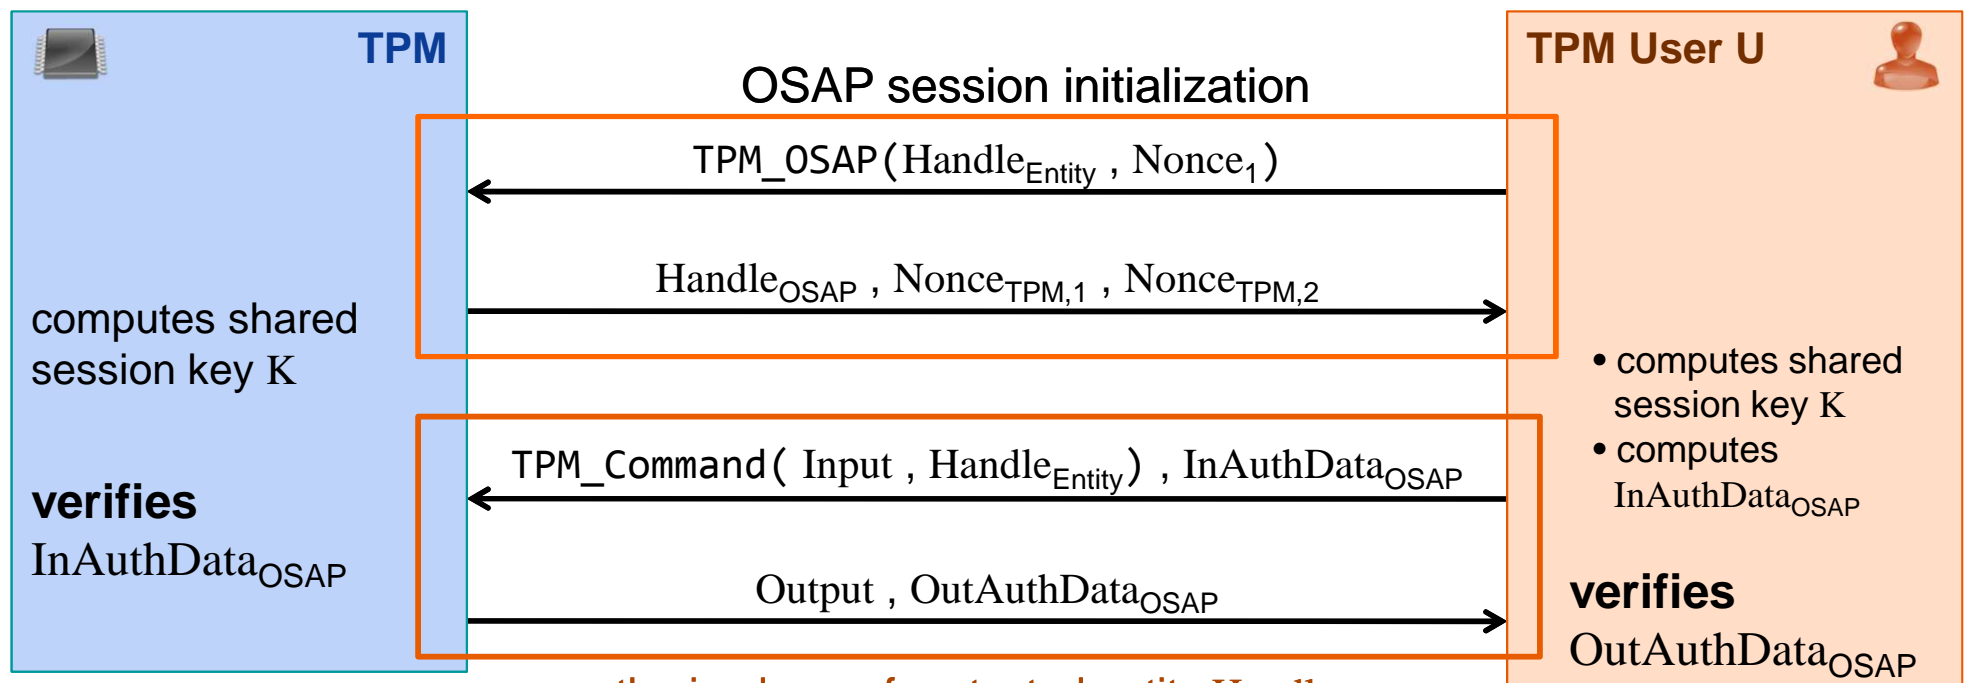 TPM
TPM User U
OSAP session initialization
TPM_OSAP(HandleEntity , Nonce1)
HandleOSAP , NonceTPM,1 , NonceTPM,2
computes shared
session key K
• computes shared
session key K
• computes
InAuthDataOSAP
TPM_Command( Input , HandleEntity) , InAuthDataOSAP
verifies
InAuthDataOSAP
Output , OutAuthDataOSAP
verifies
OutAuthDataOSAP